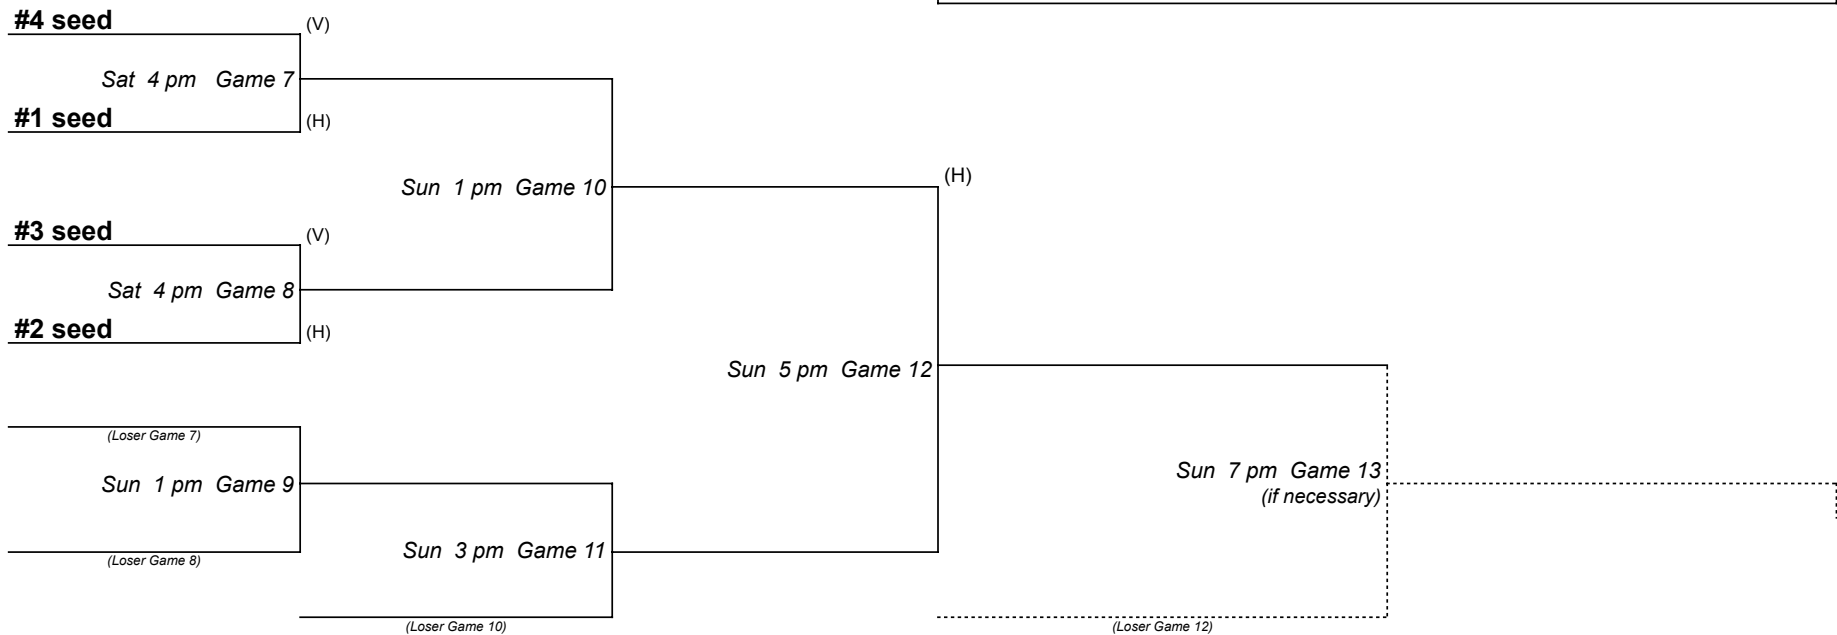 #4 seed (V)
Sat 4 pm Game 7
#1 seed (H)
Sun 1 pm Game 10
(H)
#3 seed (V)
Sat 4 pm Game 8
#2 seed (H)
Sun 5 pm Game 12
(Loser Game 7)
Sun 1 pm Game 9
Sun 7 pm Game 13
(if necessary)
(Loser Game 8)
Sun 3 pm Game 11
(Loser Game 10)
(Loser Game 12)